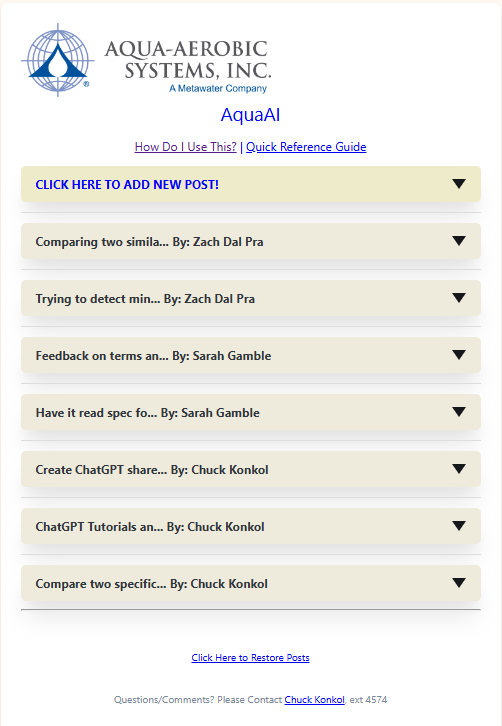 AQUA-AEROBIC
SYSTEMS, INC.
®
A Metawater Company
AquaAI
How Do I Use This? | Quick Reference Guide
CLICK HERE TO ADD NEW POST!
Comparing two simila... By: Zach Dal Pra
Trying to detect min... By: Zach Dal Pra
Feedback on terms an... By: Sarah Gamble
Have it read spec fo... By: Sarah Gamble
Create ChatGPT share... By: Chuck Konkol
ChatGPT Tutorials an... By: Chuck Konkol
Compare two specific... By: Chuck Konkol
Click Here to Restore Posts
Questions/Comments? Please Contact Chuck Konkol, ext 4574